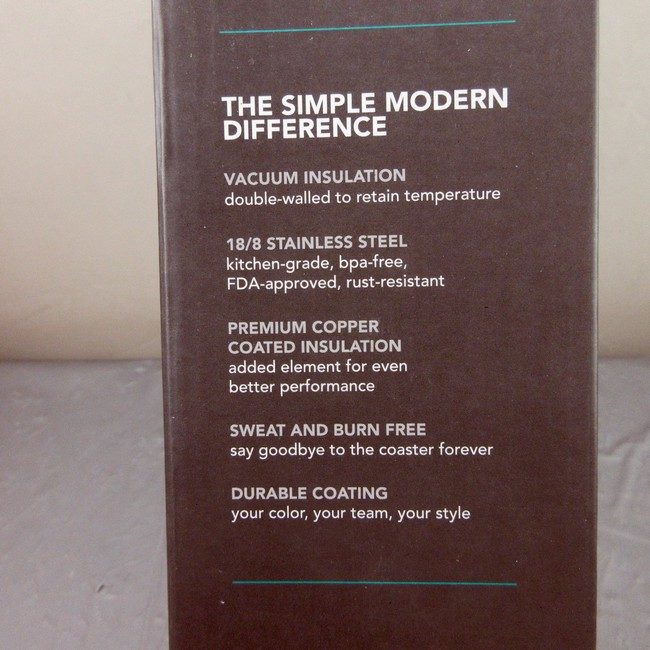 THE SIMPLE MODERN
DIFFERENCE
VACUUM INSULATION
double-walled to retain temperature
18/8 STAINLESS STEEL
kitchen-grade, bpa-free,
FDA-approved, rust-resistant
PREMIUM COPPER
COATED INSULATION
added element for even
better performance
SWEAT AND BURN FREE
say goodbye to the coaster forever
DURABLE COATING
your color, your team, your style